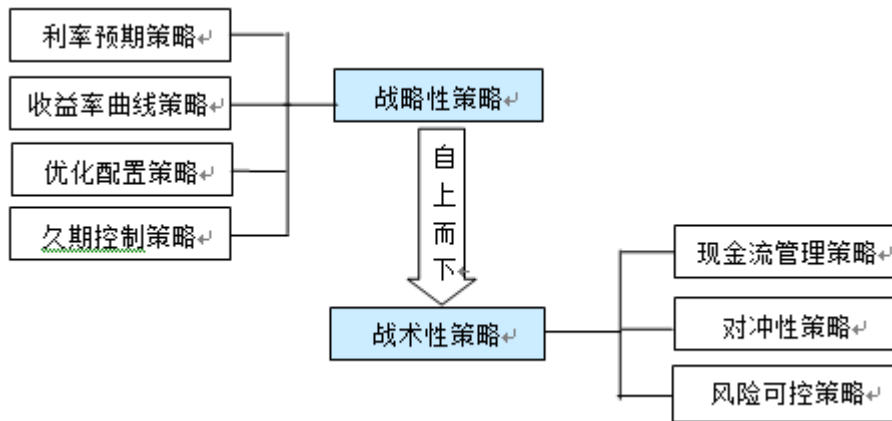 利率预期策略
收益率曲线策略
优化配置策略
久期控制策略
战略性策略
自上而下
战术性策略
现金流管理策略
对冲性策略
风险可控策略